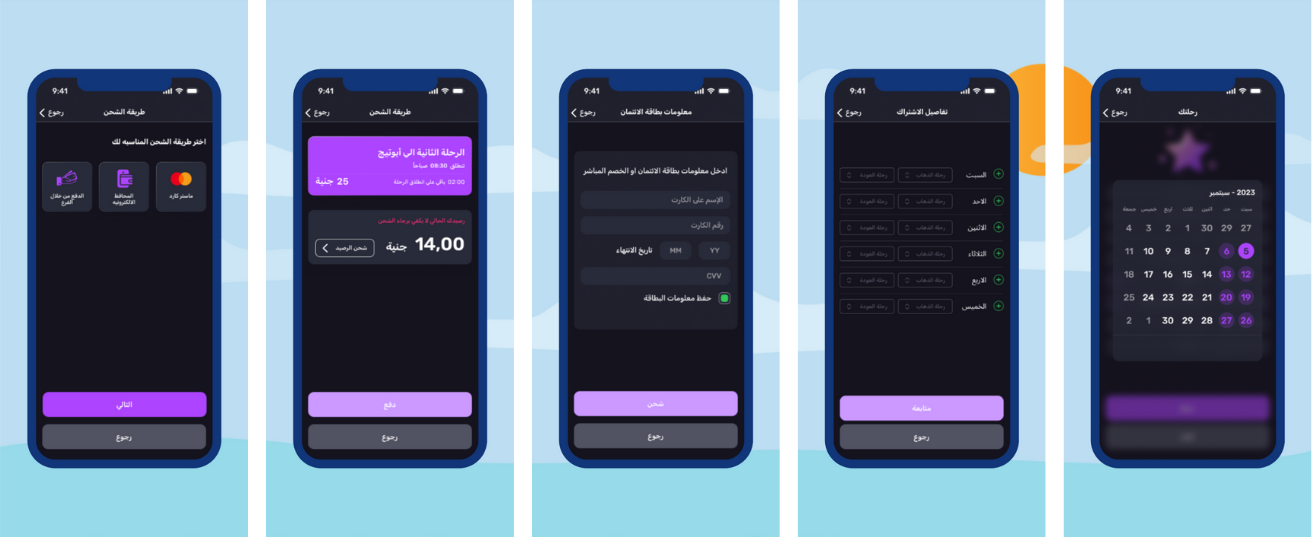 9:41
طريقة الشحن
رجوع
اختر طريقة الشحن المناسبه لك
ماستر كارد
المحافظ الالكترونيه
الدفع من خلال الفرع
التالي
رجوع
9:41
طريقة الشحن
رجوع
الرحلة الثانية الي أبوتيج
تنطلق 06:30 صباحاً
02:00 باقي علي انطلاق الرحلة
25 جنية
رصيدك الحالي لا يكفي برجاء الشحن
14,00 جنية
شحن الرصيد
دفع
رجوع
9:41
معلومات بطاقة الائتمان
رجوع
ادخل معلومات بطاقة الائتمان او الخصم المباشر
الإسم على الكارت
رقم الكارت
تاريخ الانتهاء MM YY
CVV
حفظ معلومات البطاقة
شحن
رجوع
9:41
تفاصيل الاشتراك
رجوع
السبت رحلة الذهاب رحلة العودة
الاحد رحلة الذهاب رحلة العودة
الاثنين رحلة الذهاب رحلة العودة
الثلاثاء رحلة الذهاب رحلة العودة
الاربع رحلة الذهاب رحلة العودة
الخميس رحلة الذهاب رحلة العودة
متابعة
رجوع
9:41
رحلتك
رجوع
2023 - سبتمبر
سبت حد اثنين ثلاث اربع خميس جمعة
27 29 30 1 2 3 4
5 6 7 8 9 10 11
12 13 14 15 16 17 18
19 20 21 22 23 24 25
26 27 28 29 30 1 2